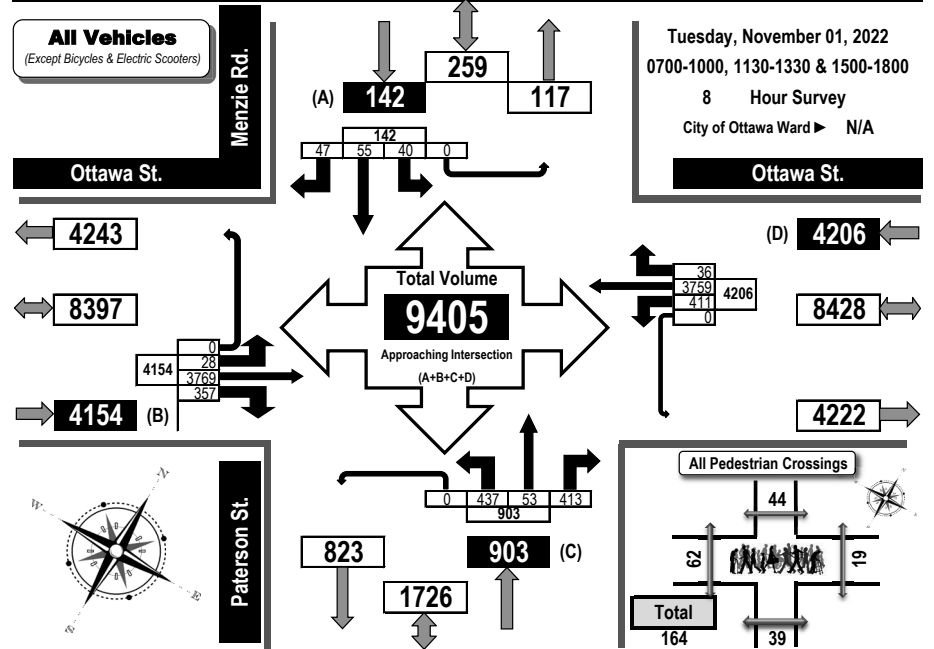 All Vehicles
(Except Bicycles & Electric Scooters)
Menzie Rd.
Ottawa St.
259
(A) 142
117
142
47 55 40 0
Tuesday, November 01, 2022
0700-1000, 1130-1330 & 1500-1800
8 Hour Survey
City of Ottawa Ward ► N/A
Ottawa St.
4243
8397
4154
0
28
3769
357
4154 (B)
Total Volume
9405
Approaching Intersection
(A+B+C+D)
(D) 4206
36
3759
411
0
4206
8428
4222
N
W
E
S
Paterson St.
0 437 53 413
903
823
903 (C)
1726
All Pedestrian Crossings
44
62
19
39
Total
164